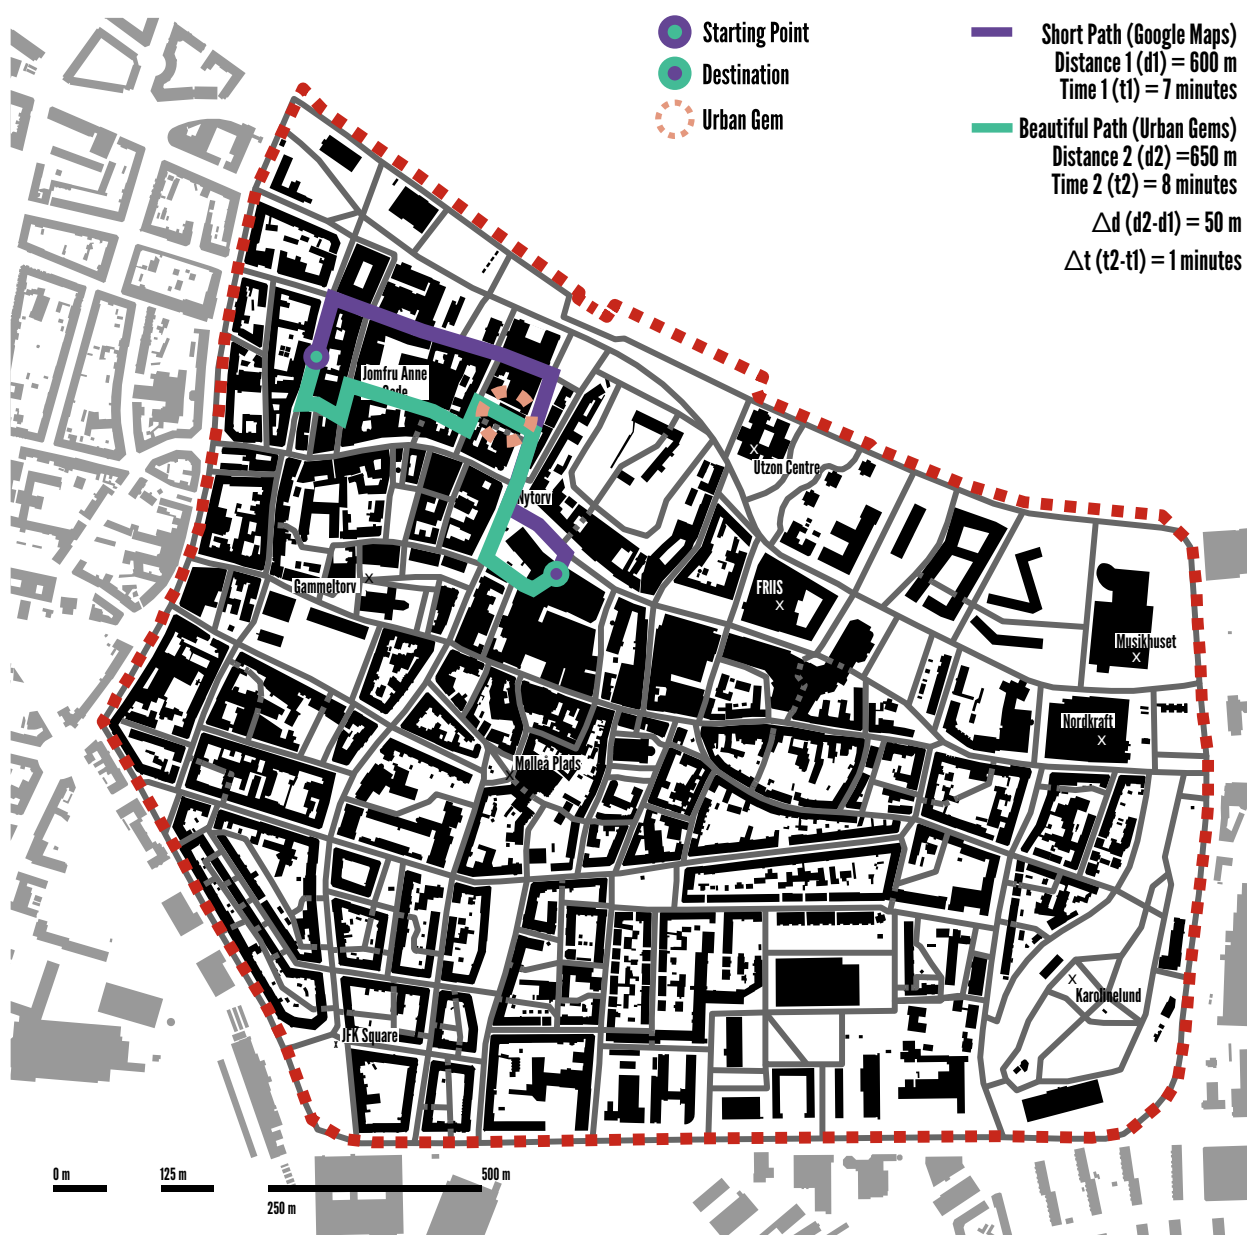 Starting Point
Destination
Urban Gem
Short Path (Google Maps)
Distance 1 (d1) = 600 m
Time 1 (t1) = 7 minutes
Beautiful Path (Urban Gems)
Distance 2 (d2) =650 m
Time 2 (t2) = 8 minutes
△d (d2-d1) = 50 m
△t (t2-t1) = 1 minutes
Jomfru Anne
Gade
Utzon Centre
x
Nytorv
Gammeltorv x
FRIIS
x
Musikhuset
x
Nordkraft
x
Mølleå Plads
x
x
Karolinelund
JFK Square
x
0 m
125 m
500 m
250 m